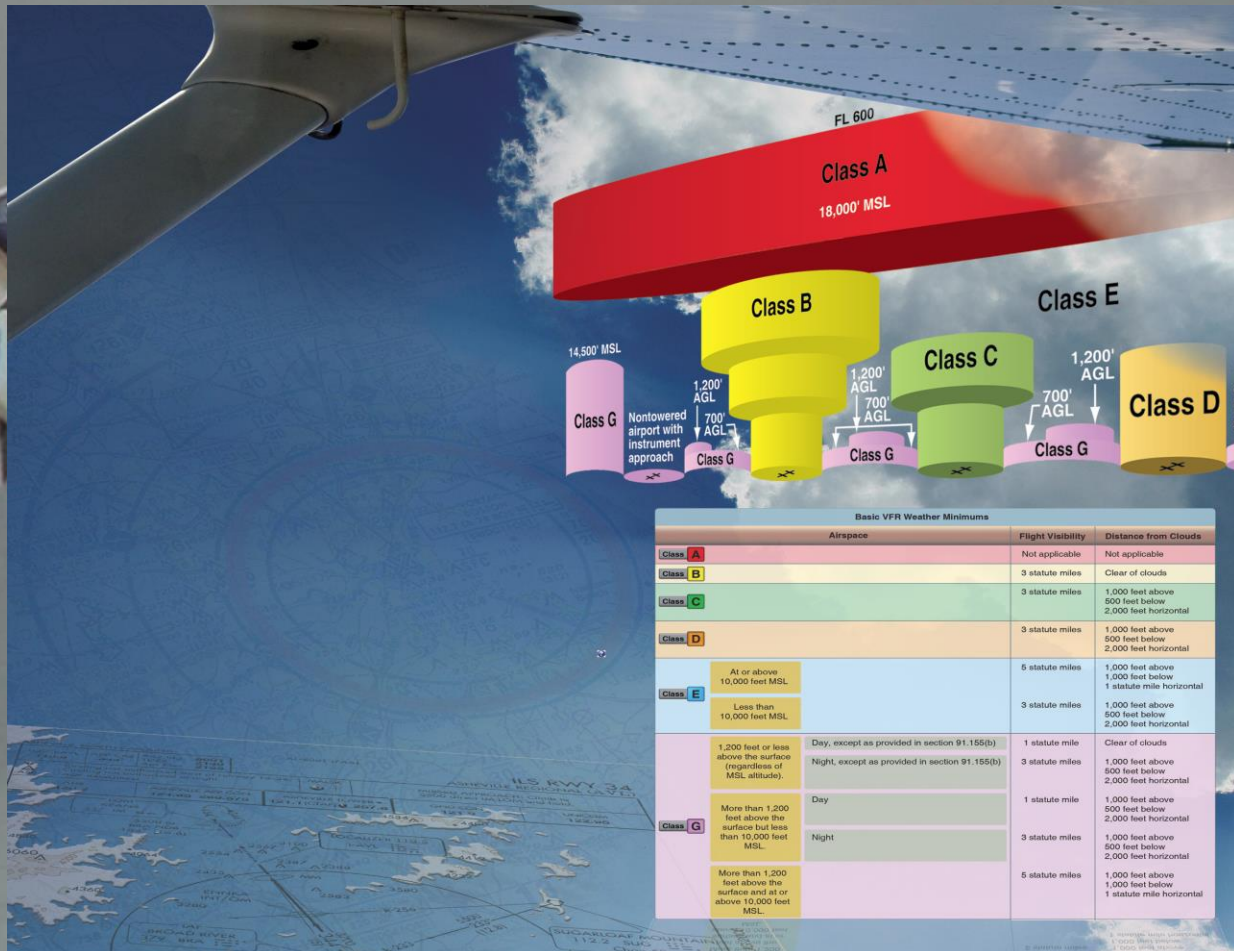 FL 600
Class A
18,000' MSL
Class B
Class E
Class C
Class D
14,500' MSL
Class G
Nontowered
airport with
instrument
approach
1,200'
AGL
700'
AGL
Class G
1,200'
AGL
700'
AGL
Class G
700'
AGL
1,200'
AGL
Class G
Basic VFR Weather Minimums
Airspace Flight Visibility Distance from Clouds
Class A Not applicable Not applicable
Class B 3 statute miles Clear of clouds
Class C 3 statute miles 1,000 feet above
500 feet below
2,000 feet horizontal
Class D 3 statute miles 1,000 feet above
500 feet below
2,000 feet horizontal
Class E
At or above
10,000 feet MSL
5 statute miles 1,000 feet above
1,000 feet below
1 statute mile horizontal
Less than
10,000 feet MSL
3 statute miles 1,000 feet above
500 feet below
2,000 feet horizontal
Class G
1,200 feet or less
above the surface
(regardless of
MSL altitude).
Day, except as provided in section 91.155(b) 1 statute mile Clear of clouds
Night, except as provided in section 91.155(b) 3 statute miles 1,000 feet above
500 feet below
2,000 feet horizontal
More than 1,200
feet above the
surface but less
than 10,000 feet
MSL.
Day 1 statute mile 1,000 feet above
500 feet below
2,000 feet horizontal
Night 3 statute miles 1,000 feet above
500 feet below
2,000 feet horizontal
More than 1,200
feet above the
surface and at or
above 10,000 feet
MSL.
5 statute miles 1,000 feet above
1,000 feet below
1 statute mile horizontal
ILS RWY 34
BROAD RIVER
SUGARLOAF MOUNTAIN
112.2 SUG